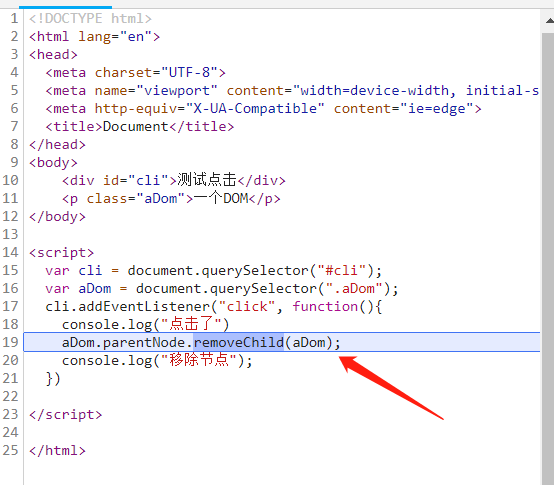 1 <!DOCTYPE html>
2 <html lang="en">
3 <head>
4 <meta charset="UTF-8">
5 <meta name="viewport" content="width=device-width, initial-s
6 <meta http-equiv="X-UA-Compatible" content="ie=edge">
7 <title>Document</title>
8 </head>
9 <body>
10 <div id="cli">测试点击</div>
11 <p class="aDom">一个DOM</p>
12 </body>
13
14 <script>
15 var cli = document.querySelector("#cli");
16 var aDom = document.querySelector(".aDom");
17 cli.addEventListener("click", function(){
18 console.log("点击了")
19 aDom.parentNode.removeChild(aDom);
20 console.log("移除节点");
21 })
22
23 </script>
24
25 </html>